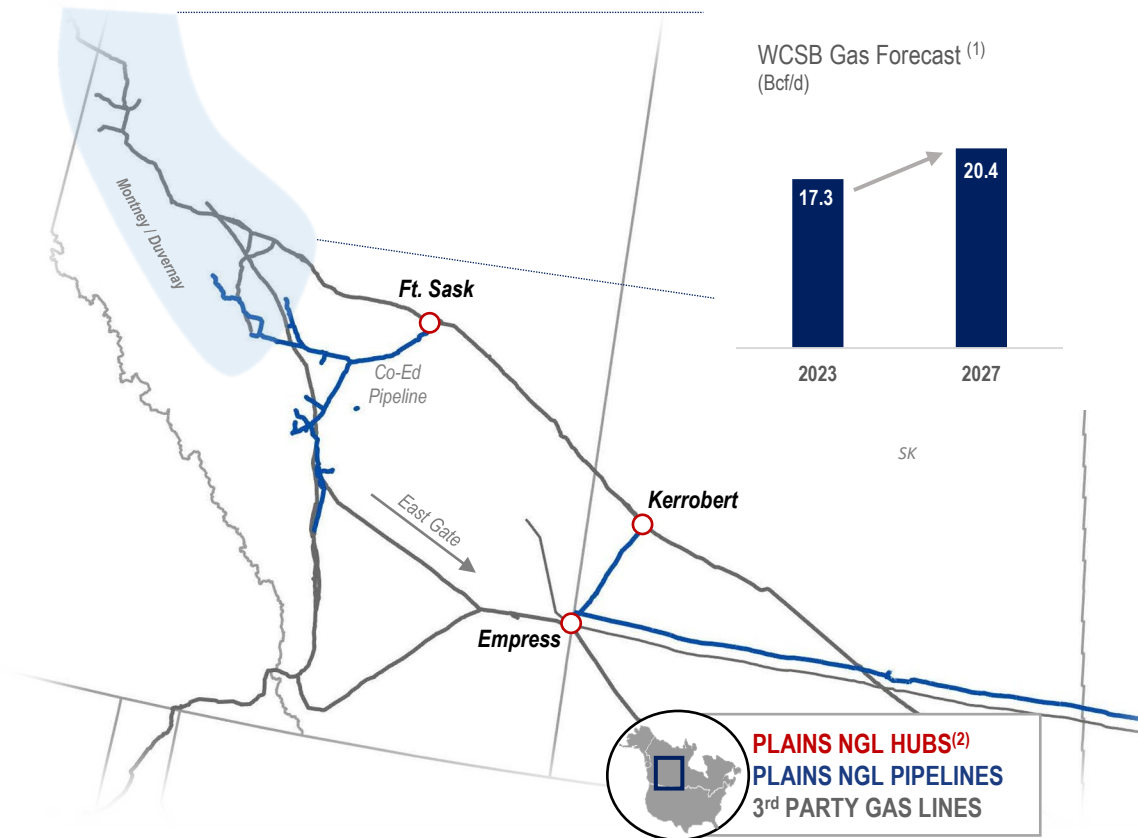 WCSB Gas Forecast (1)
(Bcf/d)
17.3
20.4
2023
2027
Montney / Duvernay
Ft. Sask
Co-Ed
Pipeline
SK
Kerrobert
East Gate
Empress
PLAINS NGL HUBS(2)
PLAINS NGL PIPELINES
3rd PARTY GAS LINES